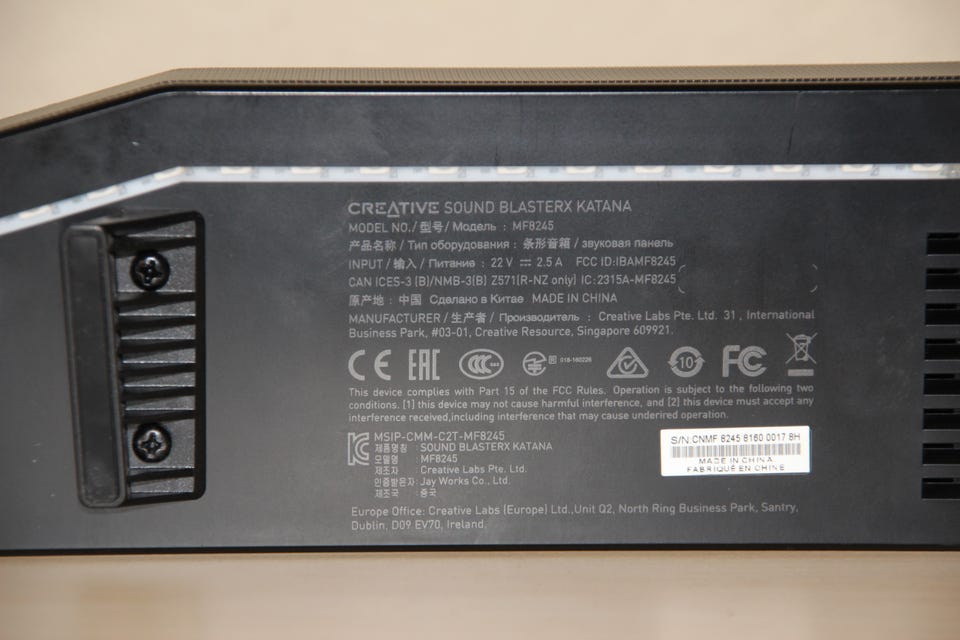 CREATIVE SOUND BLASTERX KATANA
MODEL NO./ 型号/ Модель : MF8245
产品名称/ Тип оборудования : 条形音箱 / звуковая панель
INPUT / 输入 / Питание : 22 V ⎓ 2.5 A FCC ID:IBAMF8245
CAN ICES-3 (B)/NMB-3(B) Z571(R-NZ only) IC:2315A-MF8245
原产地 : 中国 Сделано в Китае MADE IN CHINA
MANUFACTURER / 生产者 / Производитель : Creative Labs Pte. Ltd. 31 , International
Business Park, #03-01, Creative Resource, Singapore 609921.
CE EAC CCC S&E R 018-160226 10 FC
This device complies with Part 15 of the FCC Rules. Operation is subject to the following two
conditions. [1] this device may not cause harmful interference, and [2] this device must accept any
interference received,including interference that may cause underired operation.
MSIP-CMM-C2T-MF8245
제품명칭 : SOUND BLASTERX KATANA
모델명 : MF8245
제조자 : Creative Labs Pte. Ltd.
인증받은자 : Jay Works Co., Ltd.
제조국 : 중국
S/N.CNMF 8245 8160 0017 8H
MADE IN CHINA.
FABRIQUÉ EN CHINE
Europe Office: Creative Labs (Europe) Ltd.,Unit Q2, North Ring Business Park, Santry,
Dublin, D09 EV70, Ireland.